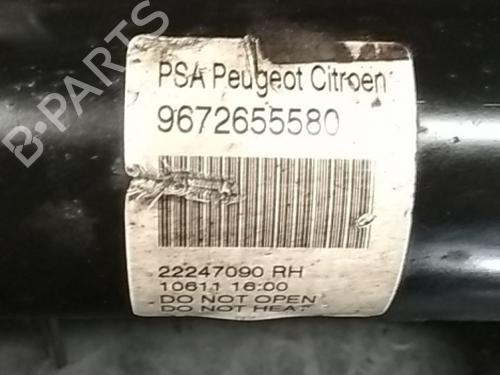 PSA Peugeot Citroen
9672655580
22247090 RH
10611 16:00
DO NOT OPEN
DO NOT HEAT
B-PARTS